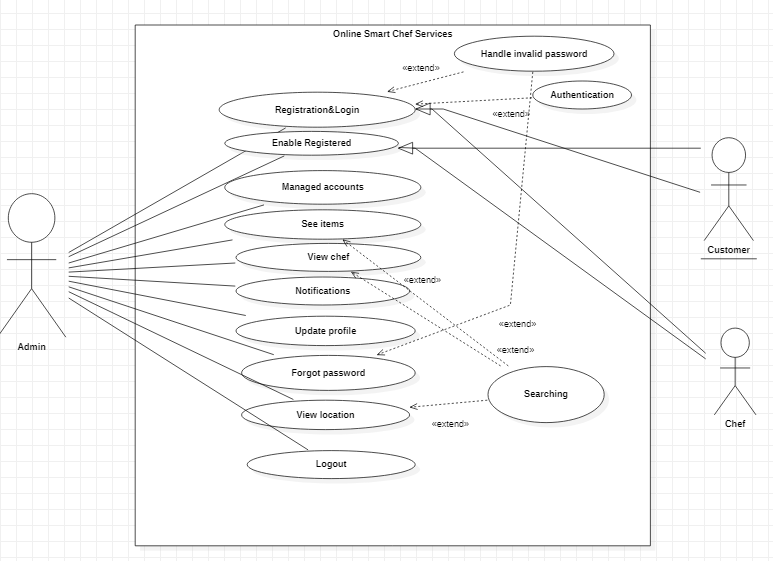 Online Smart Chef Services
Handle invalid password
«extend»
Authentication
Registration&Login
«extend»
Enable Registered
Managed accounts
See items
Customer
View chef
«extend»
Notifications
«extend»
Update profile
Admin
«extend»
Forgot password
Searching
View location
«extend»
Chef
Logout